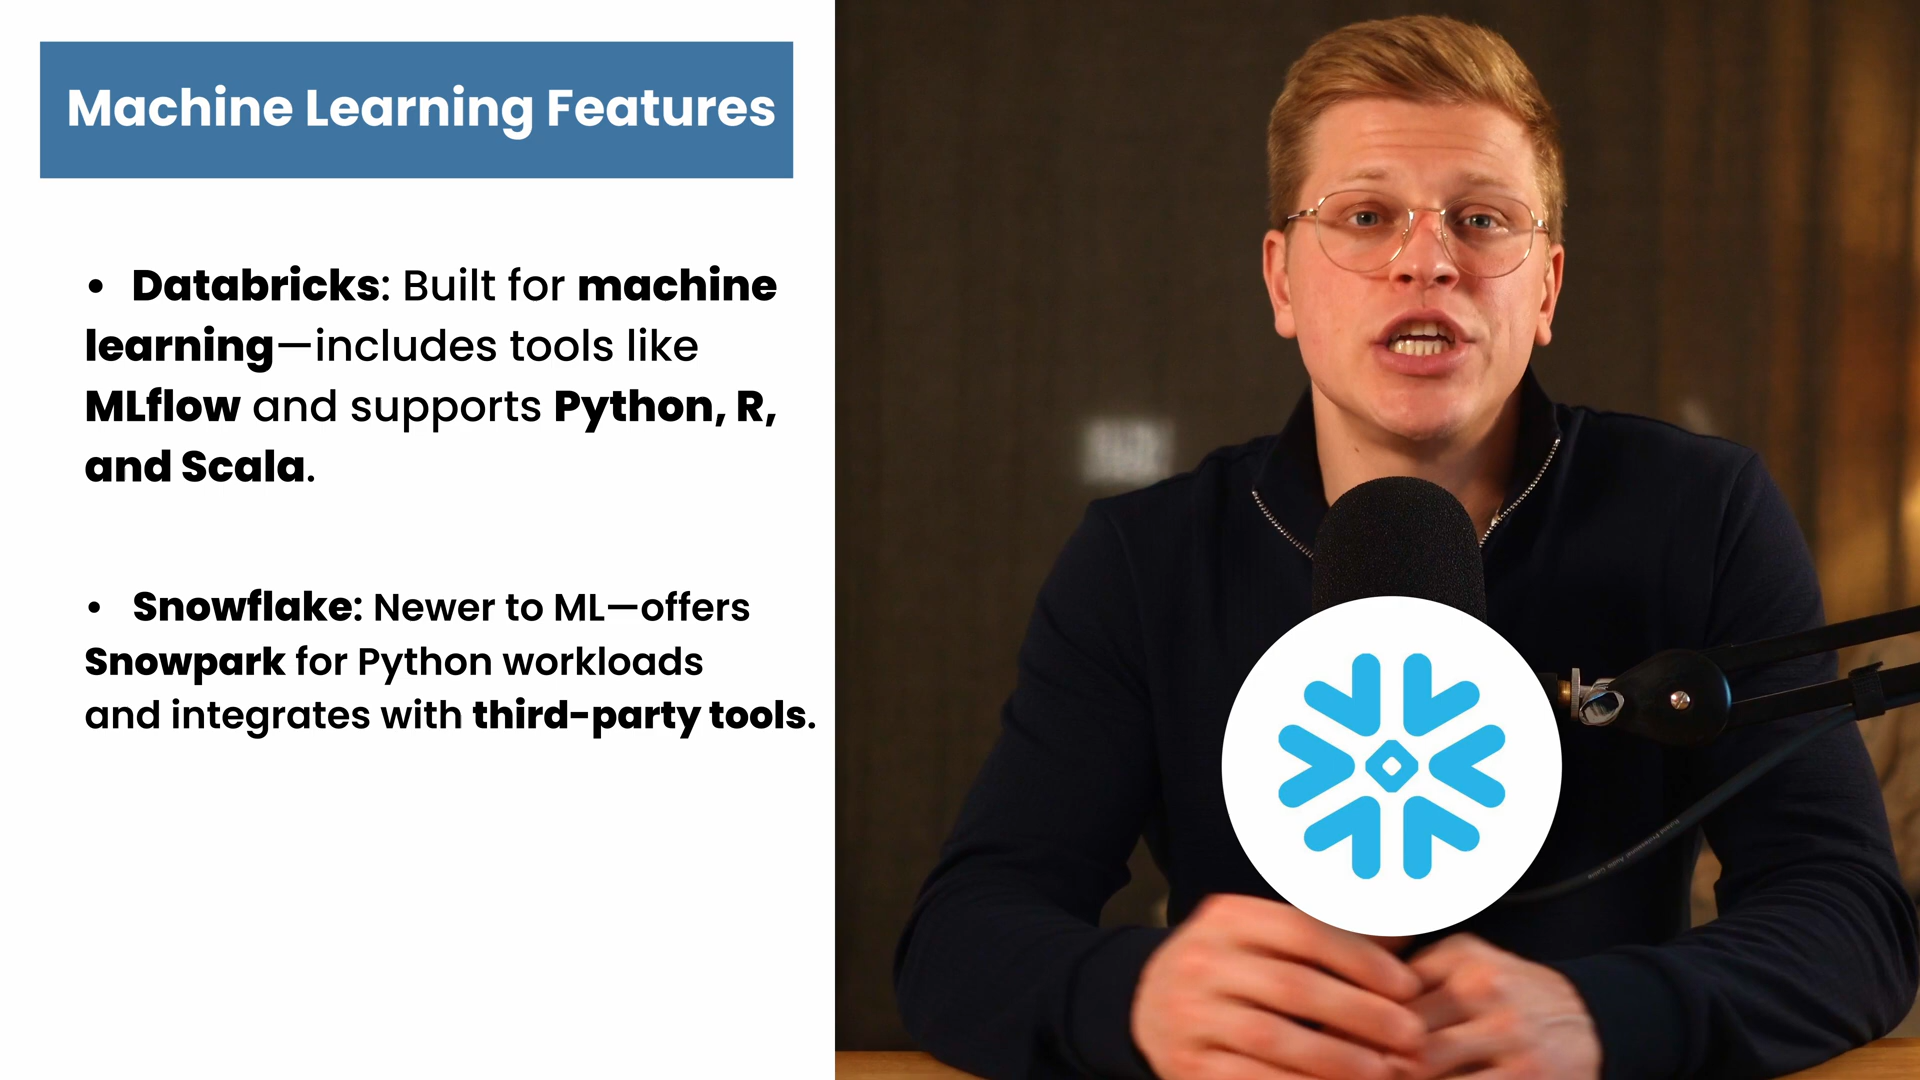 Machine Learning Features
• Databricks: Built for machine
learning—includes tools like
MLflow and supports Python, R,
and Scala.
• Snowflake: Newer to ML—offers
Snowpark for Python workloads
and integrates with third-party tools.